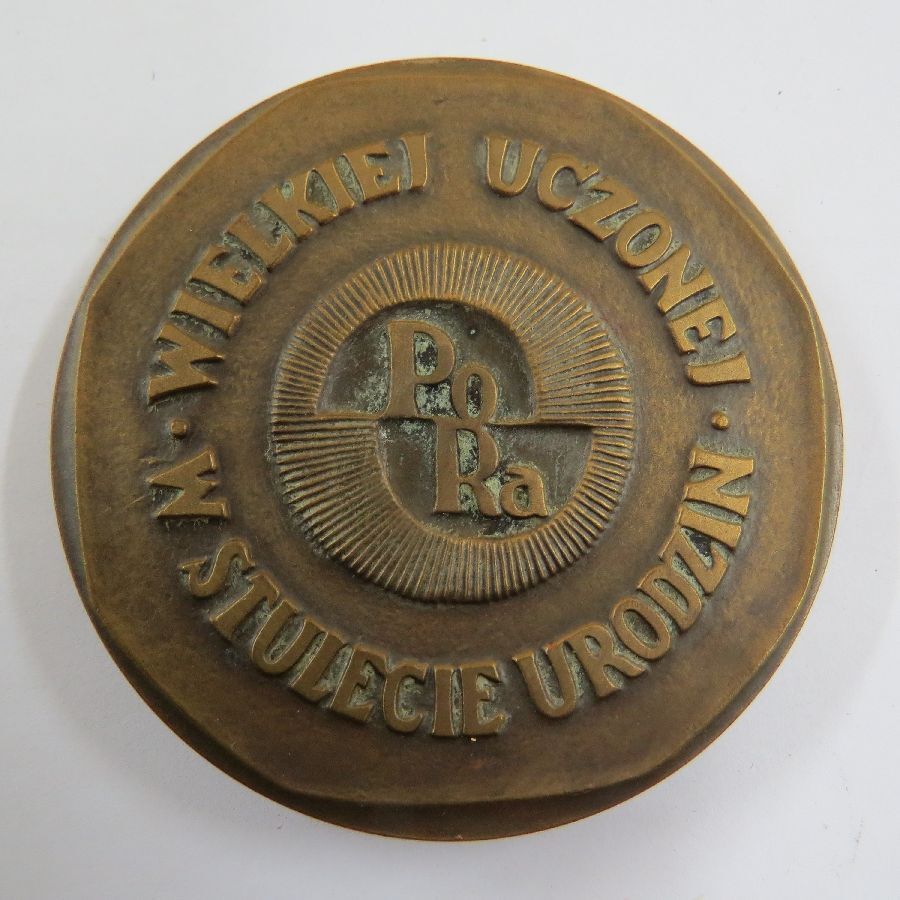 WIELKIEJ UCZONEJ
W STULECIE URODZIN
Po
Ra